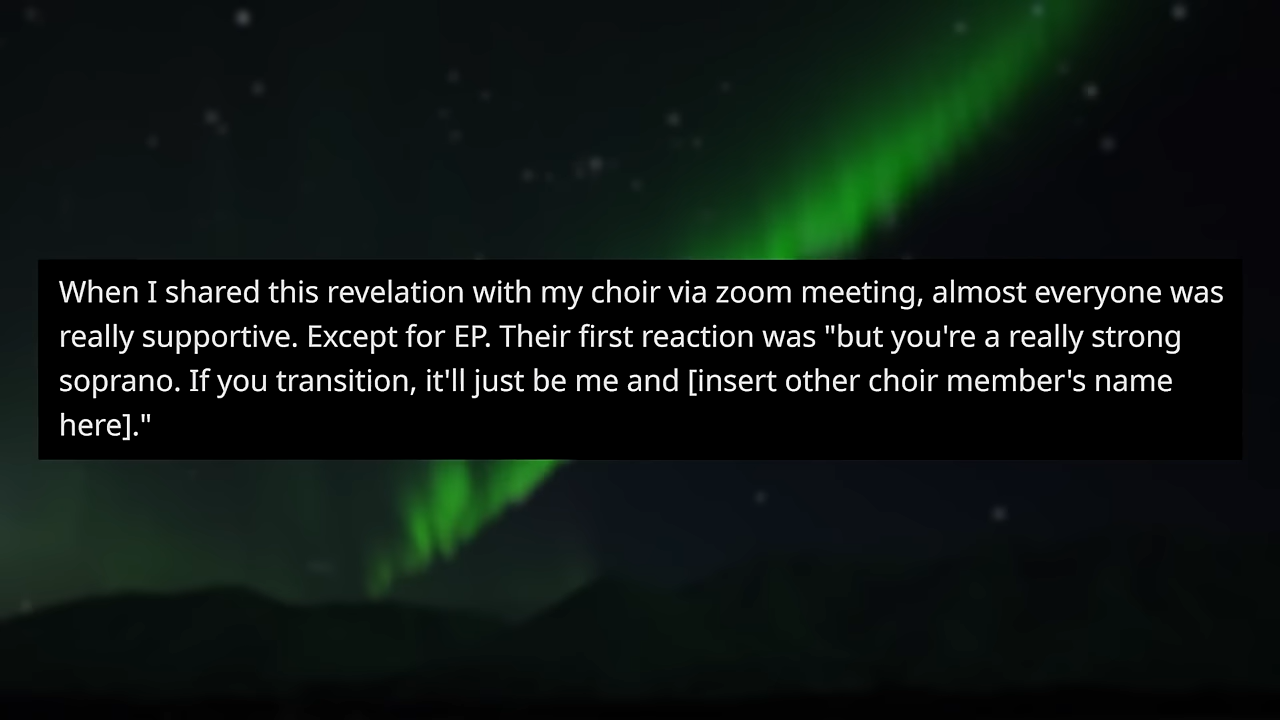 When I shared this revelation with my choir via zoom meeting, almost everyone was
really supportive. Except for EP. Their first reaction was "but you're a really strong
soprano. If you transition, it'll just be me and [insert other choir member's name
here]."